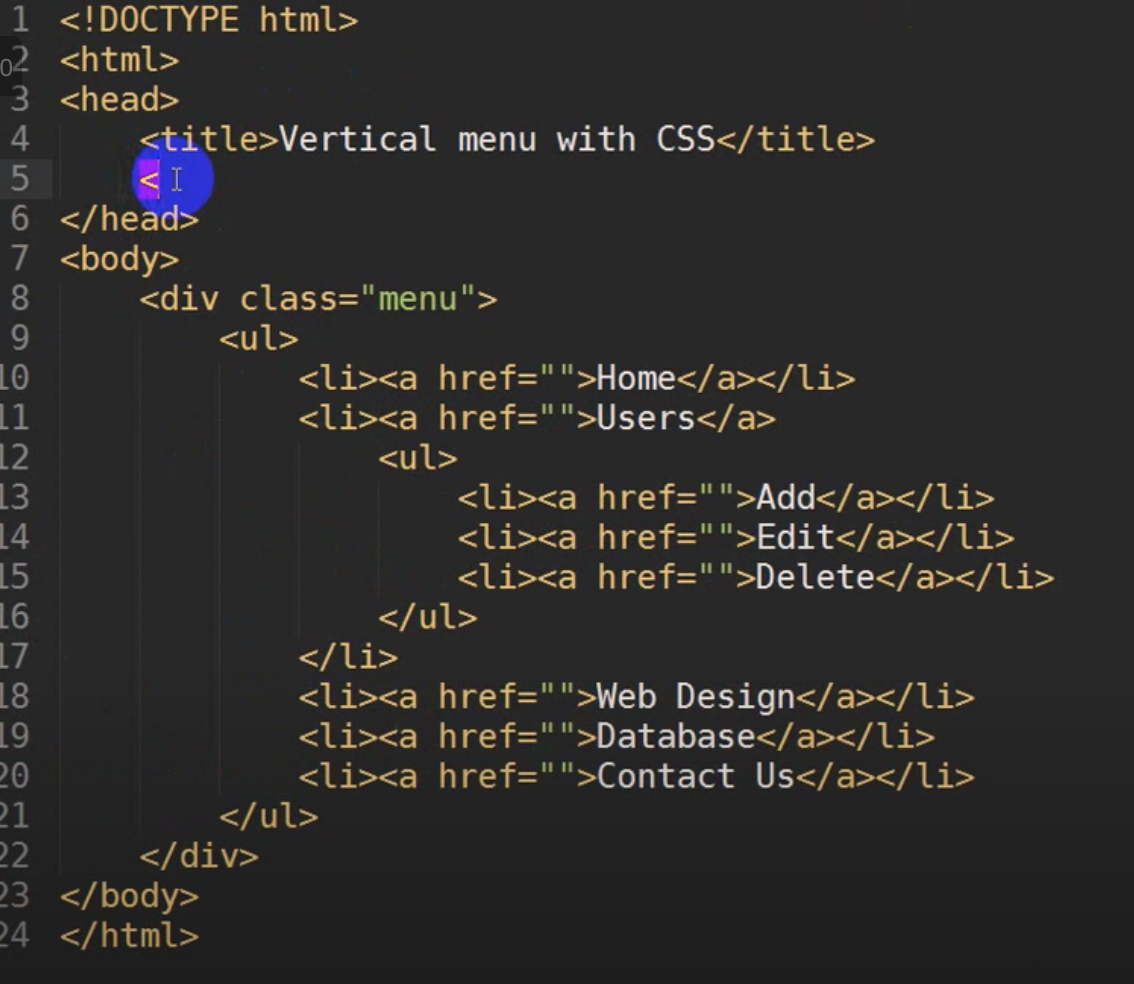 1 <!DOCTYPE html>
02 <html>
3 <head>
4     <title>Vertical menu with CSS</title>
5     <
6 </head>
7 <body>
8     <div class="menu">
9         <ul>
10             <li><a href="">Home</a></li>
11             <li><a href="">Users</a>
12                 <ul>
13                     <li><a href="">Add</a></li>
14                     <li><a href="">Edit</a></li>
15                     <li><a href="">Delete</a></li>
16                 </ul>
17             </li>
18             <li><a href="">Web Design</a></li>
19             <li><a href="">Database</a></li>
20             <li><a href="">Contact Us</a></li>
21         </ul>
22     </div>
23 </body>
24 </html>